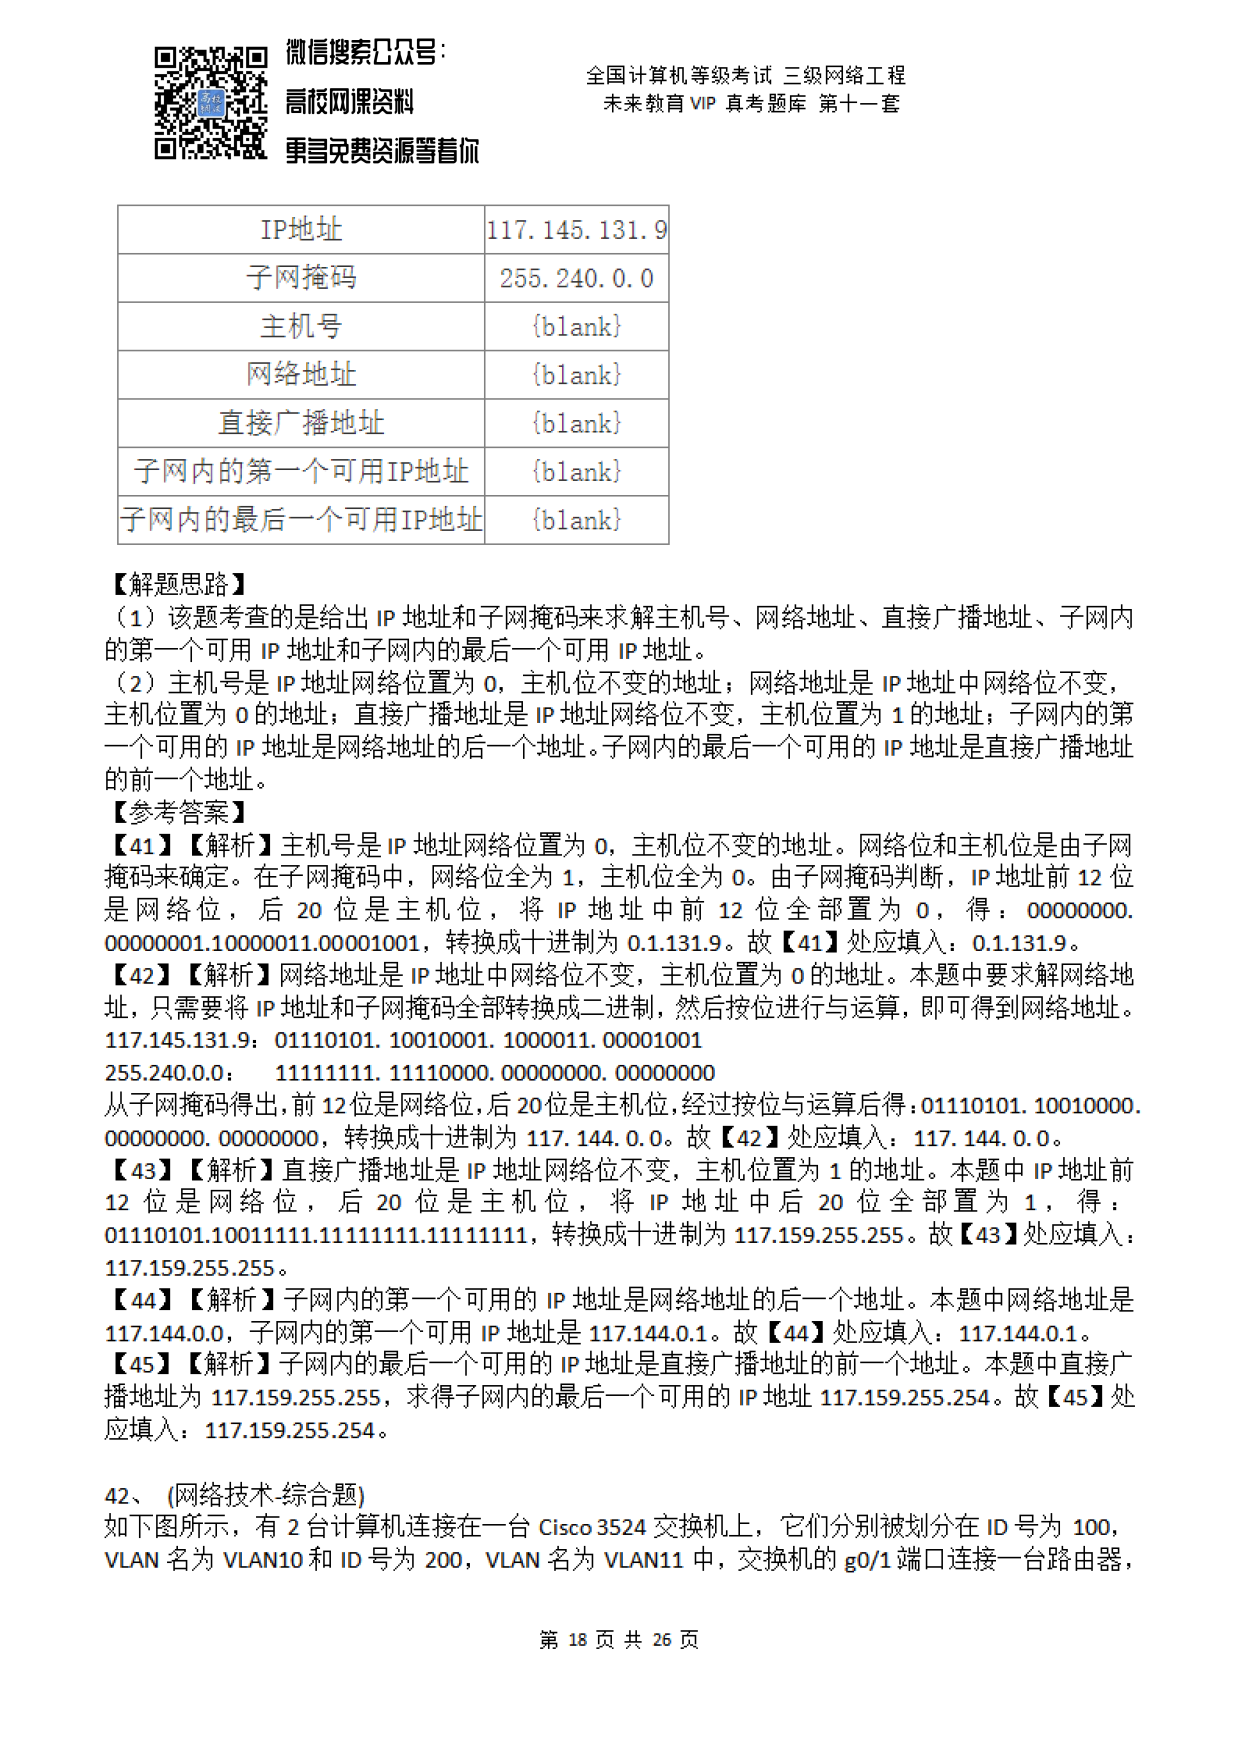 微信搜索公众号：
高校网课资料
更多免费资源等着你
高校
网课
全国计算机等级考试 三级网络工程
未来教育 VIP 真考题库 第十一套
IP地址 117.145.131.9
子网掩码 255.240.0.0
主机号 {blank}
网络地址 {blank}
直接广播地址 {blank}
子网内的第一个可用IP地址 {blank}
子网内的最后一个可用IP地址 {blank}
【解题思路】
（1）该题考查的是给出 IP 地址和子网掩码来求解主机号、网络地址、直接广播地址、子网内
的第一个可用 IP 地址和子网内的最后一个可用 IP 地址。
（2）主机号是 IP 地址网络位置为 0，主机位不变的地址；网络地址是 IP 地址中网络位不变，
主机位置为 0 的地址；直接广播地址是 IP 地址网络位不变，主机位置为 1 的地址；子网内的第
一个可用的 IP 地址是网络地址的后一个地址。子网内的最后一个可用的 IP 地址是直接广播地址
的前一个地址。
【参考答案】
【41】【解析】主机号是 IP 地址网络位置为 0，主机位不变的地址。网络位和主机位是由子网
掩码来确定。在子网掩码中，网络位全为 1，主机位全为 0。由子网掩码判断，IP 地址前 12 位
是网络位，后 20 位是主机位，将 IP 地址中前 12 位全部置为 0，得：00000000.
00000001.10000011.00001001，转换成十进制为 0.1.131.9。故【41】处应填入：0.1.131.9。
【42】【解析】网络地址是 IP 地址中网络位不变，主机位置为 0 的地址。本题中要求解网络地
址，只需要将 IP 地址和子网掩码全部转换成二进制，然后按位进行与运算，即可得到网络地址。
117.145.131.9：01110101. 10010001. 1000011. 00001001
255.240.0.0： 11111111. 11110000. 00000000. 00000000
从子网掩码得出，前 12 位是网络位，后 20 位是主机位，经过按位与运算后得：01110101. 10010000.
00000000. 00000000，转换成十进制为 117. 144. 0. 0。故【42】处应填入：117. 144. 0. 0。
【43】【解析】直接广播地址是 IP 地址网络位不变，主机位置为 1 的地址。本题中 IP 地址前
12 位是网络位，后 20 位是主机位，将 IP 地址中后 20 位全部置为 1，得：
01110101.10011111.11111111.11111111，转换成十进制为 117.159.255.255。故【43】处应填入：
117.159.255.255。
【44】【解析】子网内的第一个可用的 IP 地址是网络地址的后一个地址。本题中网络地址是
117.144.0.0，子网内的第一个可用 IP 地址是 117.144.0.1。故【44】处应填入：117.144.0.1。
【45】【解析】子网内的最后一个可用的 IP 地址是直接广播地址的前一个地址。本题中直接广
播地址为 117.159.255.255，求得子网内的最后一个可用的 IP 地址 117.159.255.254。故【45】处
应填入：117.159.255.254。
42、 (网络技术-综合题)
如下图所示，有 2 台计算机连接在一台 Cisco 3524 交换机上，它们分别被划分在 ID 号为 100，
VLAN 名为 VLAN10 和 ID 号为 200，VLAN 名为 VLAN11 中，交换机的 g0/1 端口连接一台路由器，
第 18 页 共 26 页